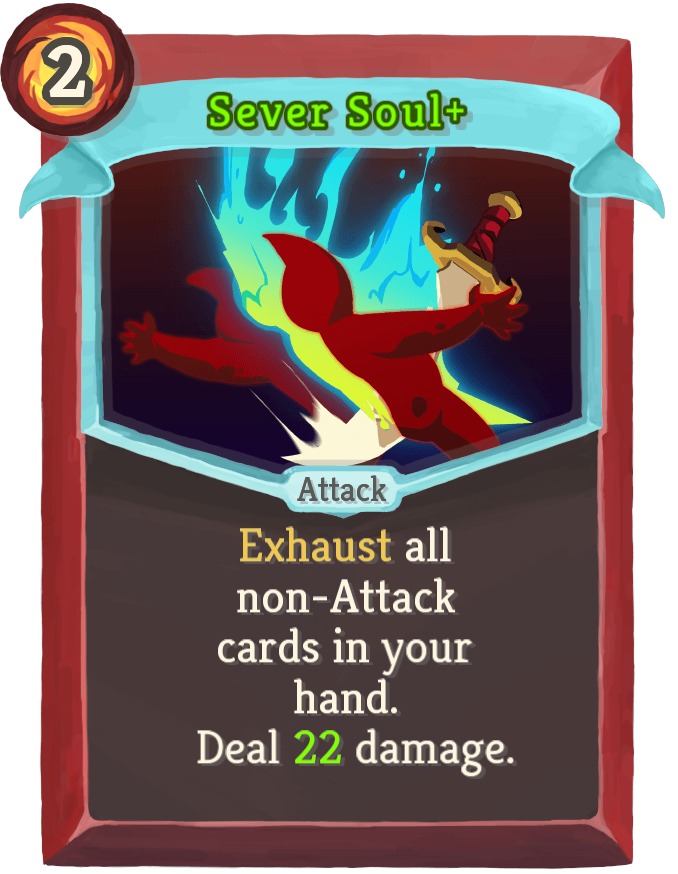 2
Sever Soul+
Attack
Exhaust all
non-Attack
cards in your
hand.
Deal 22 damage.